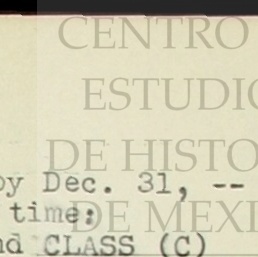 CENTRO
ESTUDIO
DE HISTO
by Dec. 31, --
time:
DE MEXI
nd CLASS (C)